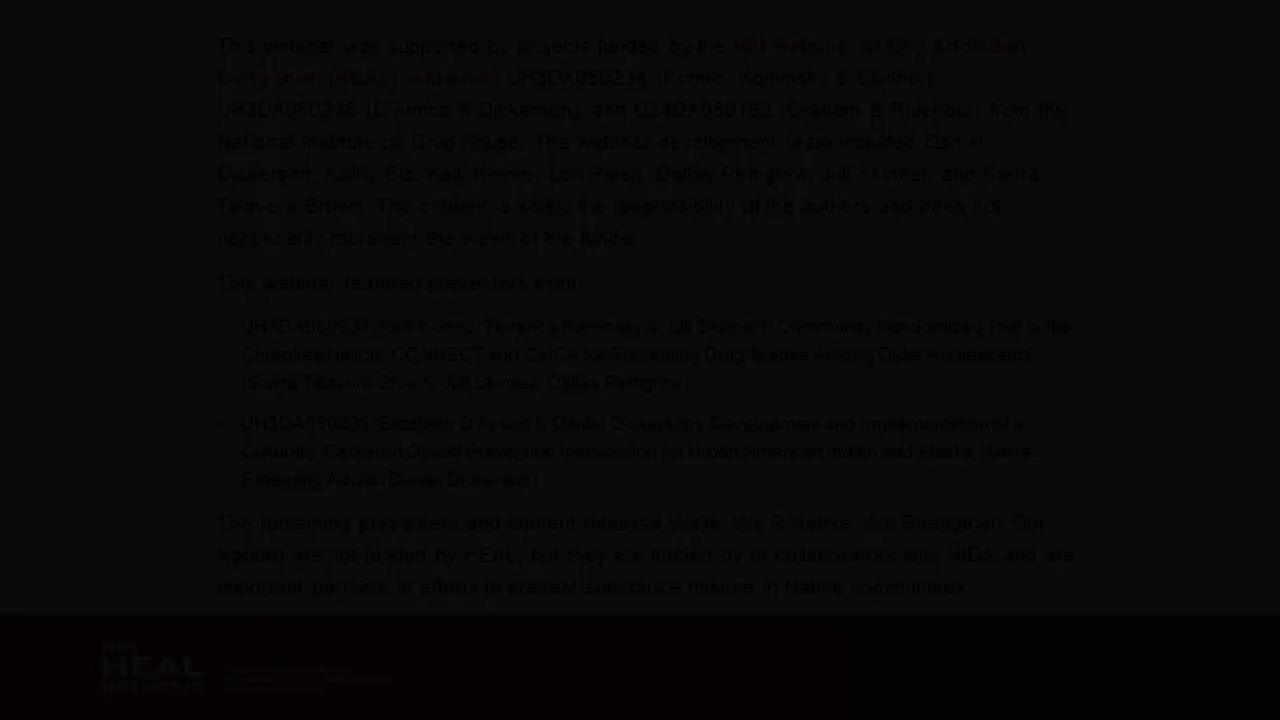 This webinar was supported by projects funded by the NIH Helping to End Addiction
Long-term (HEAL) Initiative: UH3DA050234 (Komro, Kominsky & Skinner),
UH3DA050235 (D'Amico & Dickerson), and U24DA050182 (Graham & Ridenour) from the
National Institute on Drug Abuse. The webinar development team included Daniel
Dickerson, Kathy Etz, Kelli Komro, Lori Palen, Dallas Pettigrew, Juli Skinner, and Sierra
Talavera-Brown. The content is solely the responsibility of the authors and does not
necessarily represent the views of the funder.
This webinar featured presenters from:
UH3DA050234 (Kelli Komro, Terrence Kominsky & Juli Skinner): Community Randomized Trial in the
Cherokee Nation: CONNECT and CMCA for Preventing Drug Misuse Among Older Adolescents
(Sierra Talavera-Brown, Juli Skinner, Dallas Pettigrew)
UH3DA050235 (Elizabeth D'Amico & Daniel Dickerson): Development and Implementation of a
Culturally Centered Opioid Prevention Intervention for Urban American Indian and Alaska Native
Emerging Adults (Daniel Dickerson)
The remaining presenters and content (Melissa Walls, We R Native, We Strengthen Our
Nation) are not funded by HEAL, but they are funded by or collaborators with NIDA and are
important partners in efforts to prevent substance misuse in Native communities.
NIH
HEAL
INITIATIVE